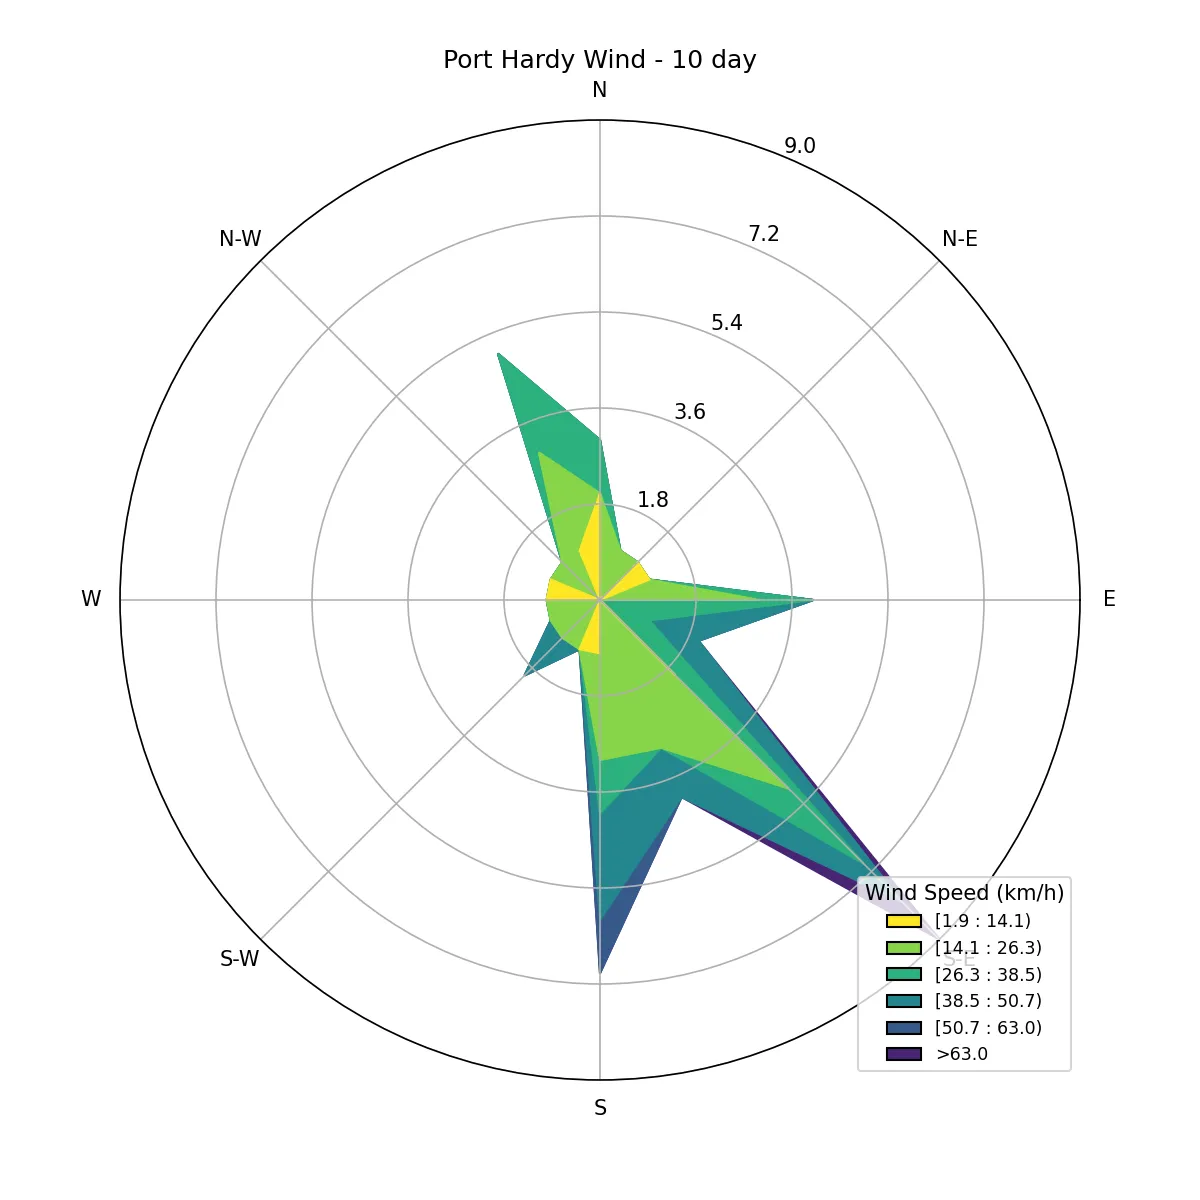 Port Hardy Wind - 10 day
N
9.0
7.2
N-W
N-E
5.4
3.6
1.8
W
E
Wind Speed (km/h)
[1.9 : 14.1)
[14.1 : 26.3)
S-W
S-E
[26.3 : 38.5)
[38.5 : 50.7)
[50.7 : 63.0)
>63.0
S